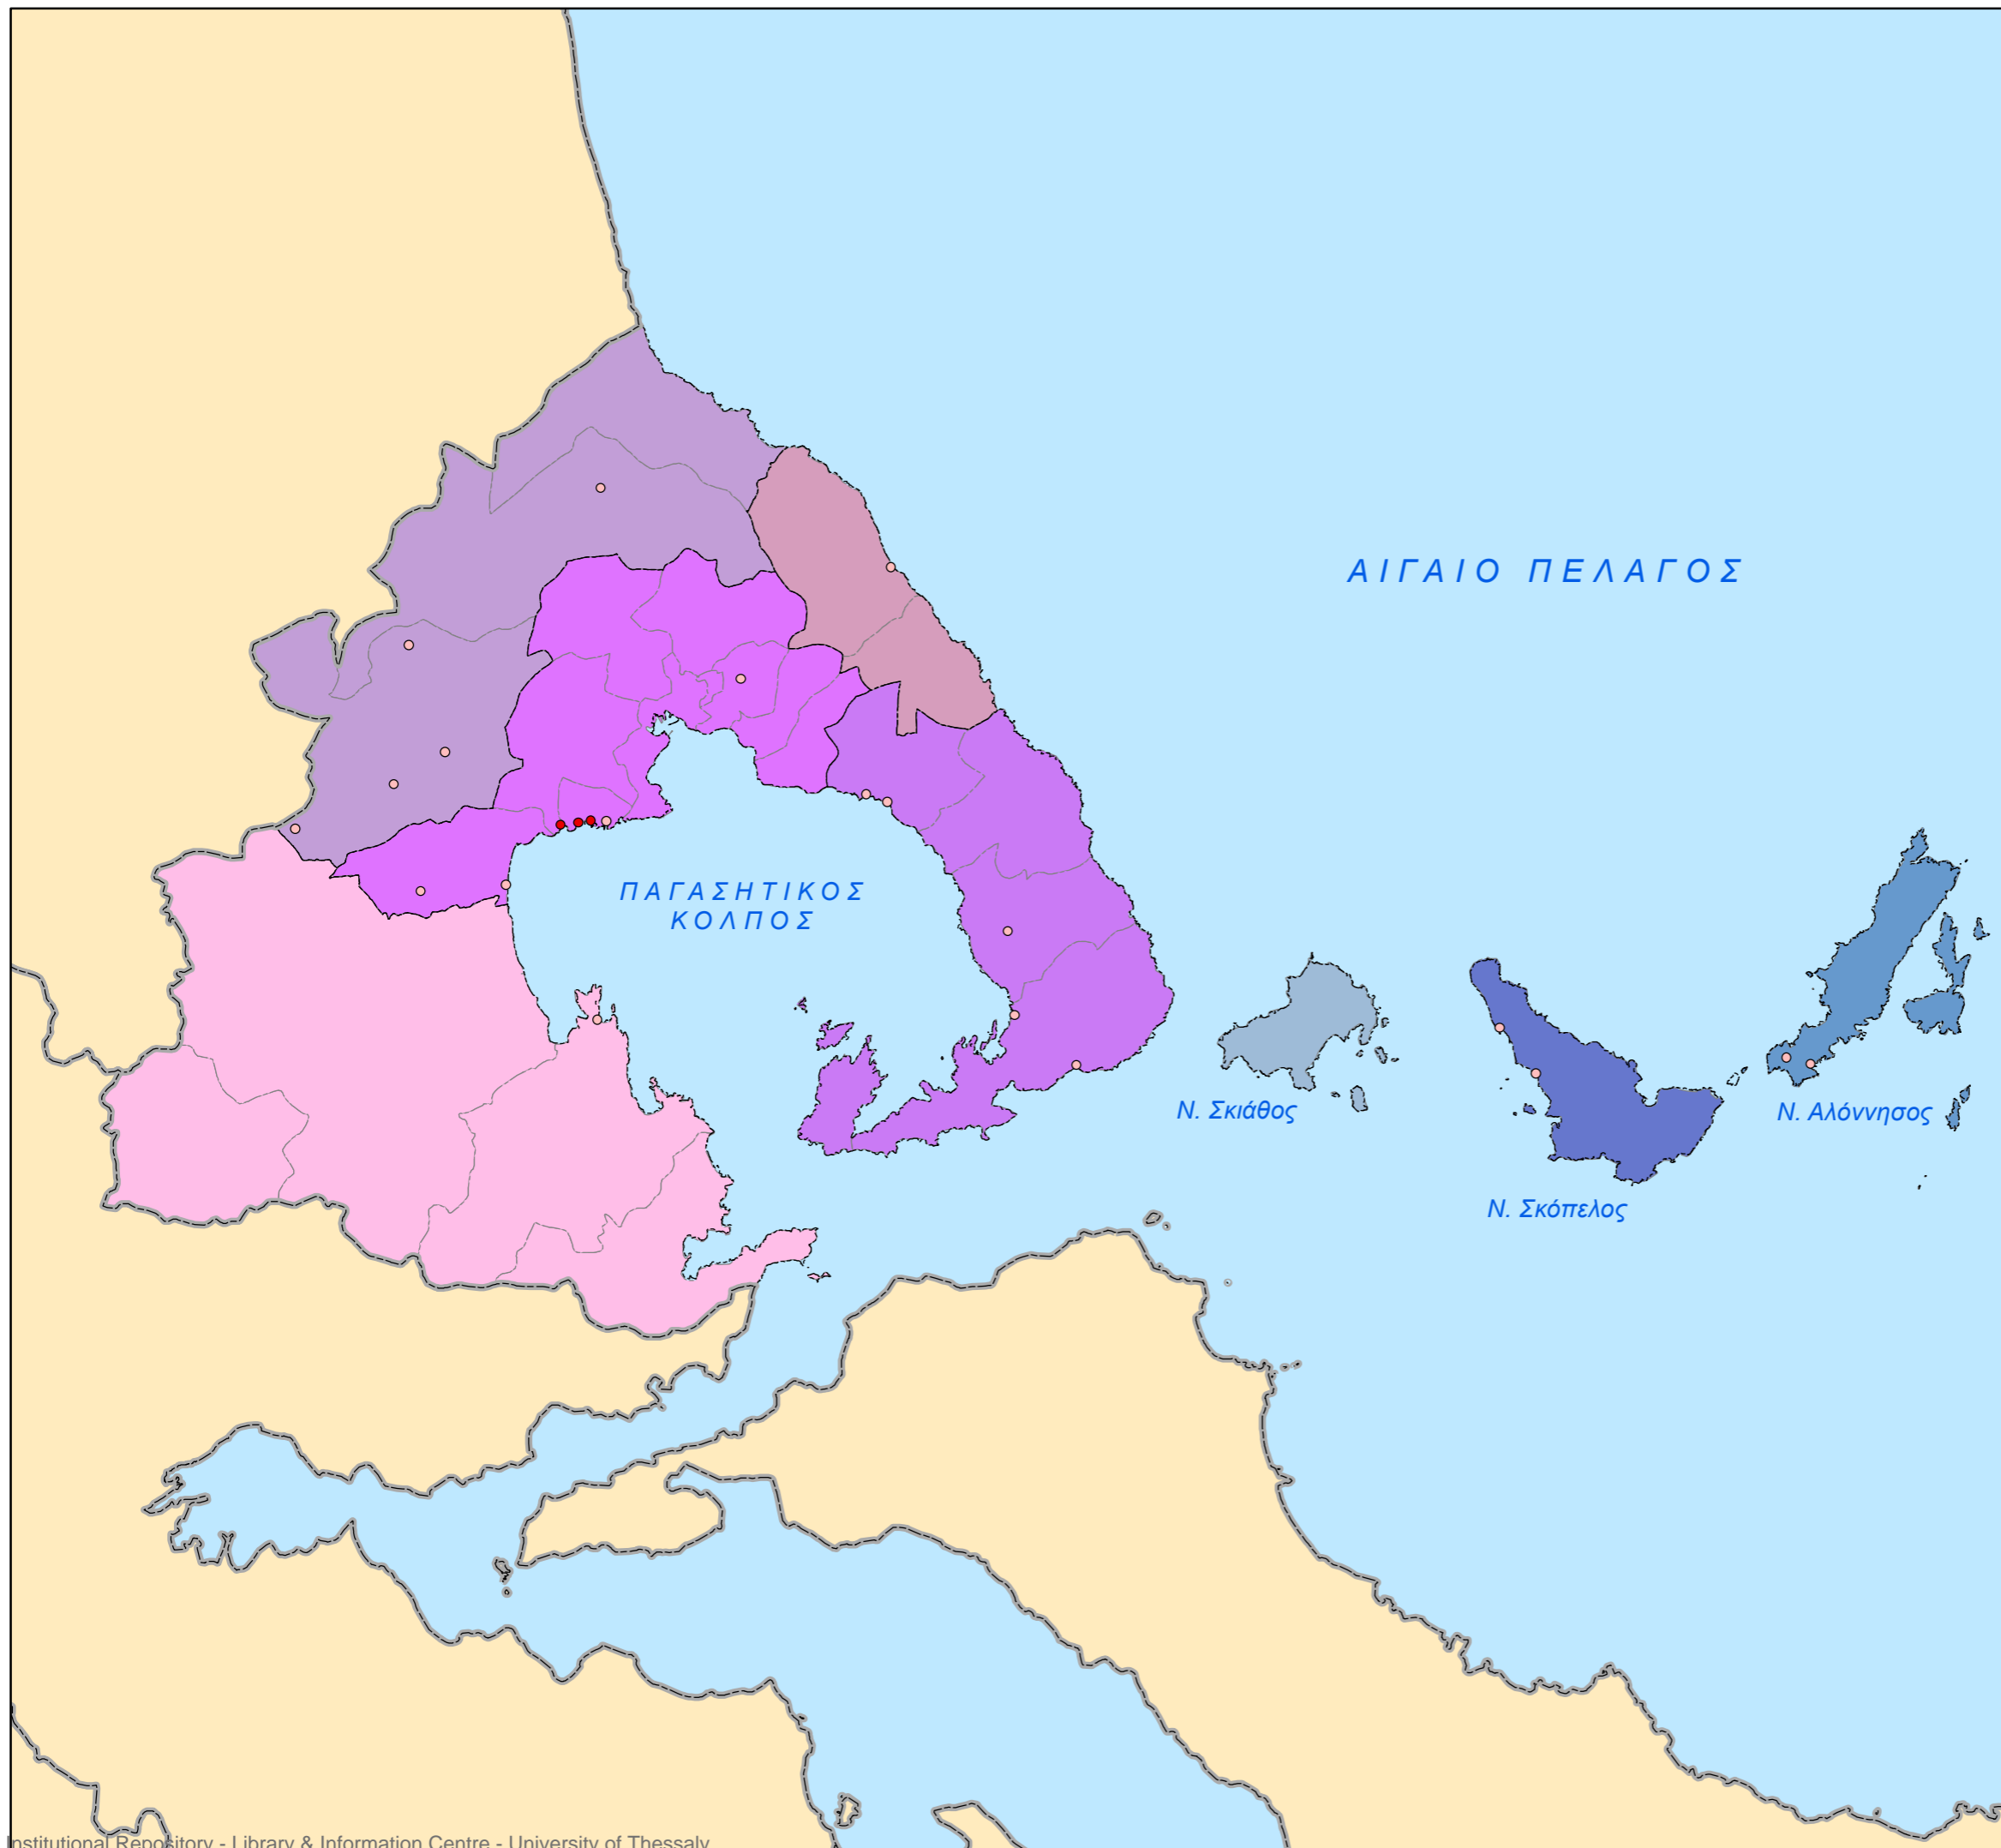 ΑΙΓΑΙΟ ΠΕΛΑΓΟΣ
ΠΑΓΑΣΗΤΙΚΟΣ
ΚΟΛΠΟΣ
Ν. Σκιάθος
Ν. Αλόννησος
Ν. Σκόπελος
Institutional Repository - Library & Information Centre - University of Thessaly